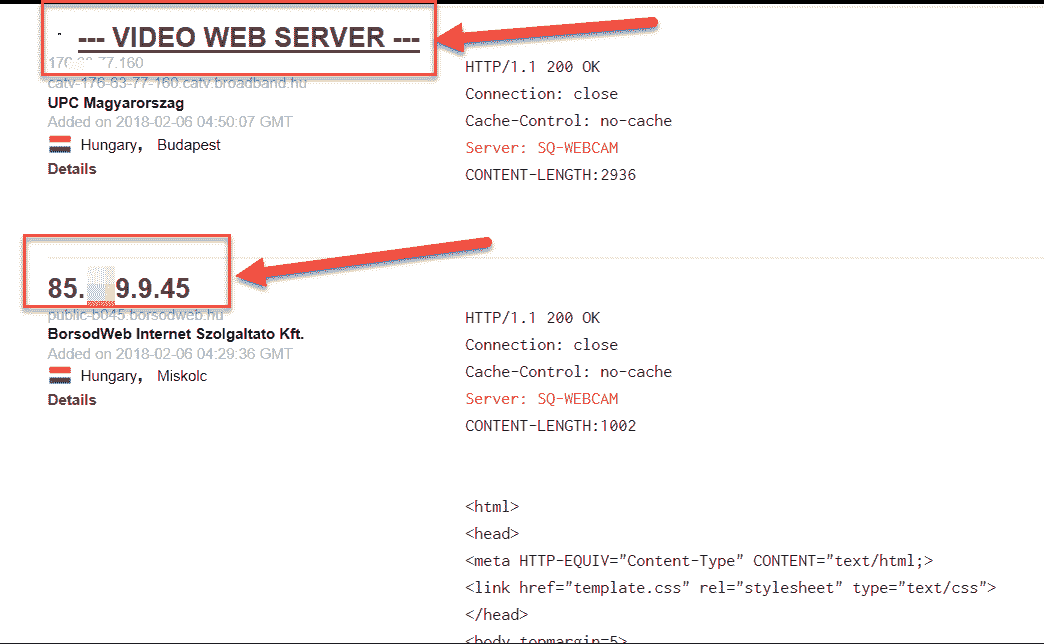 --- VIDEO WEB SERVER ---
catv-176-63-77-160.catv.broadband.hu
UPC Magyarorszag
Added on 2018-02-06 04:50:07 GMT
Hungary, Budapest
Details
HTTP/1.1 200 OK
Connection: close
Cache-Control: no-cache
Server: SQ-WEBCAM
CONTENT-LENGTH:2936
85. 9.9.45
public-b045.borsodweb.hu
BorsodWeb Internet Szolgaltato Kft.
Added on 2018-02-06 04:29:36 GMT
Hungary, Miskolc
Details
HTTP/1.1 200 OK
Connection: close
Cache-Control: no-cache
Server: SQ-WEBCAM
CONTENT-LENGTH:1002
<html>
<head>
<meta HTTP-EQUIV="Content-Type" CONTENT="text/html;>
<link href="template.css" rel="stylesheet" type="text/css">
</head>
<body topmargin=5>